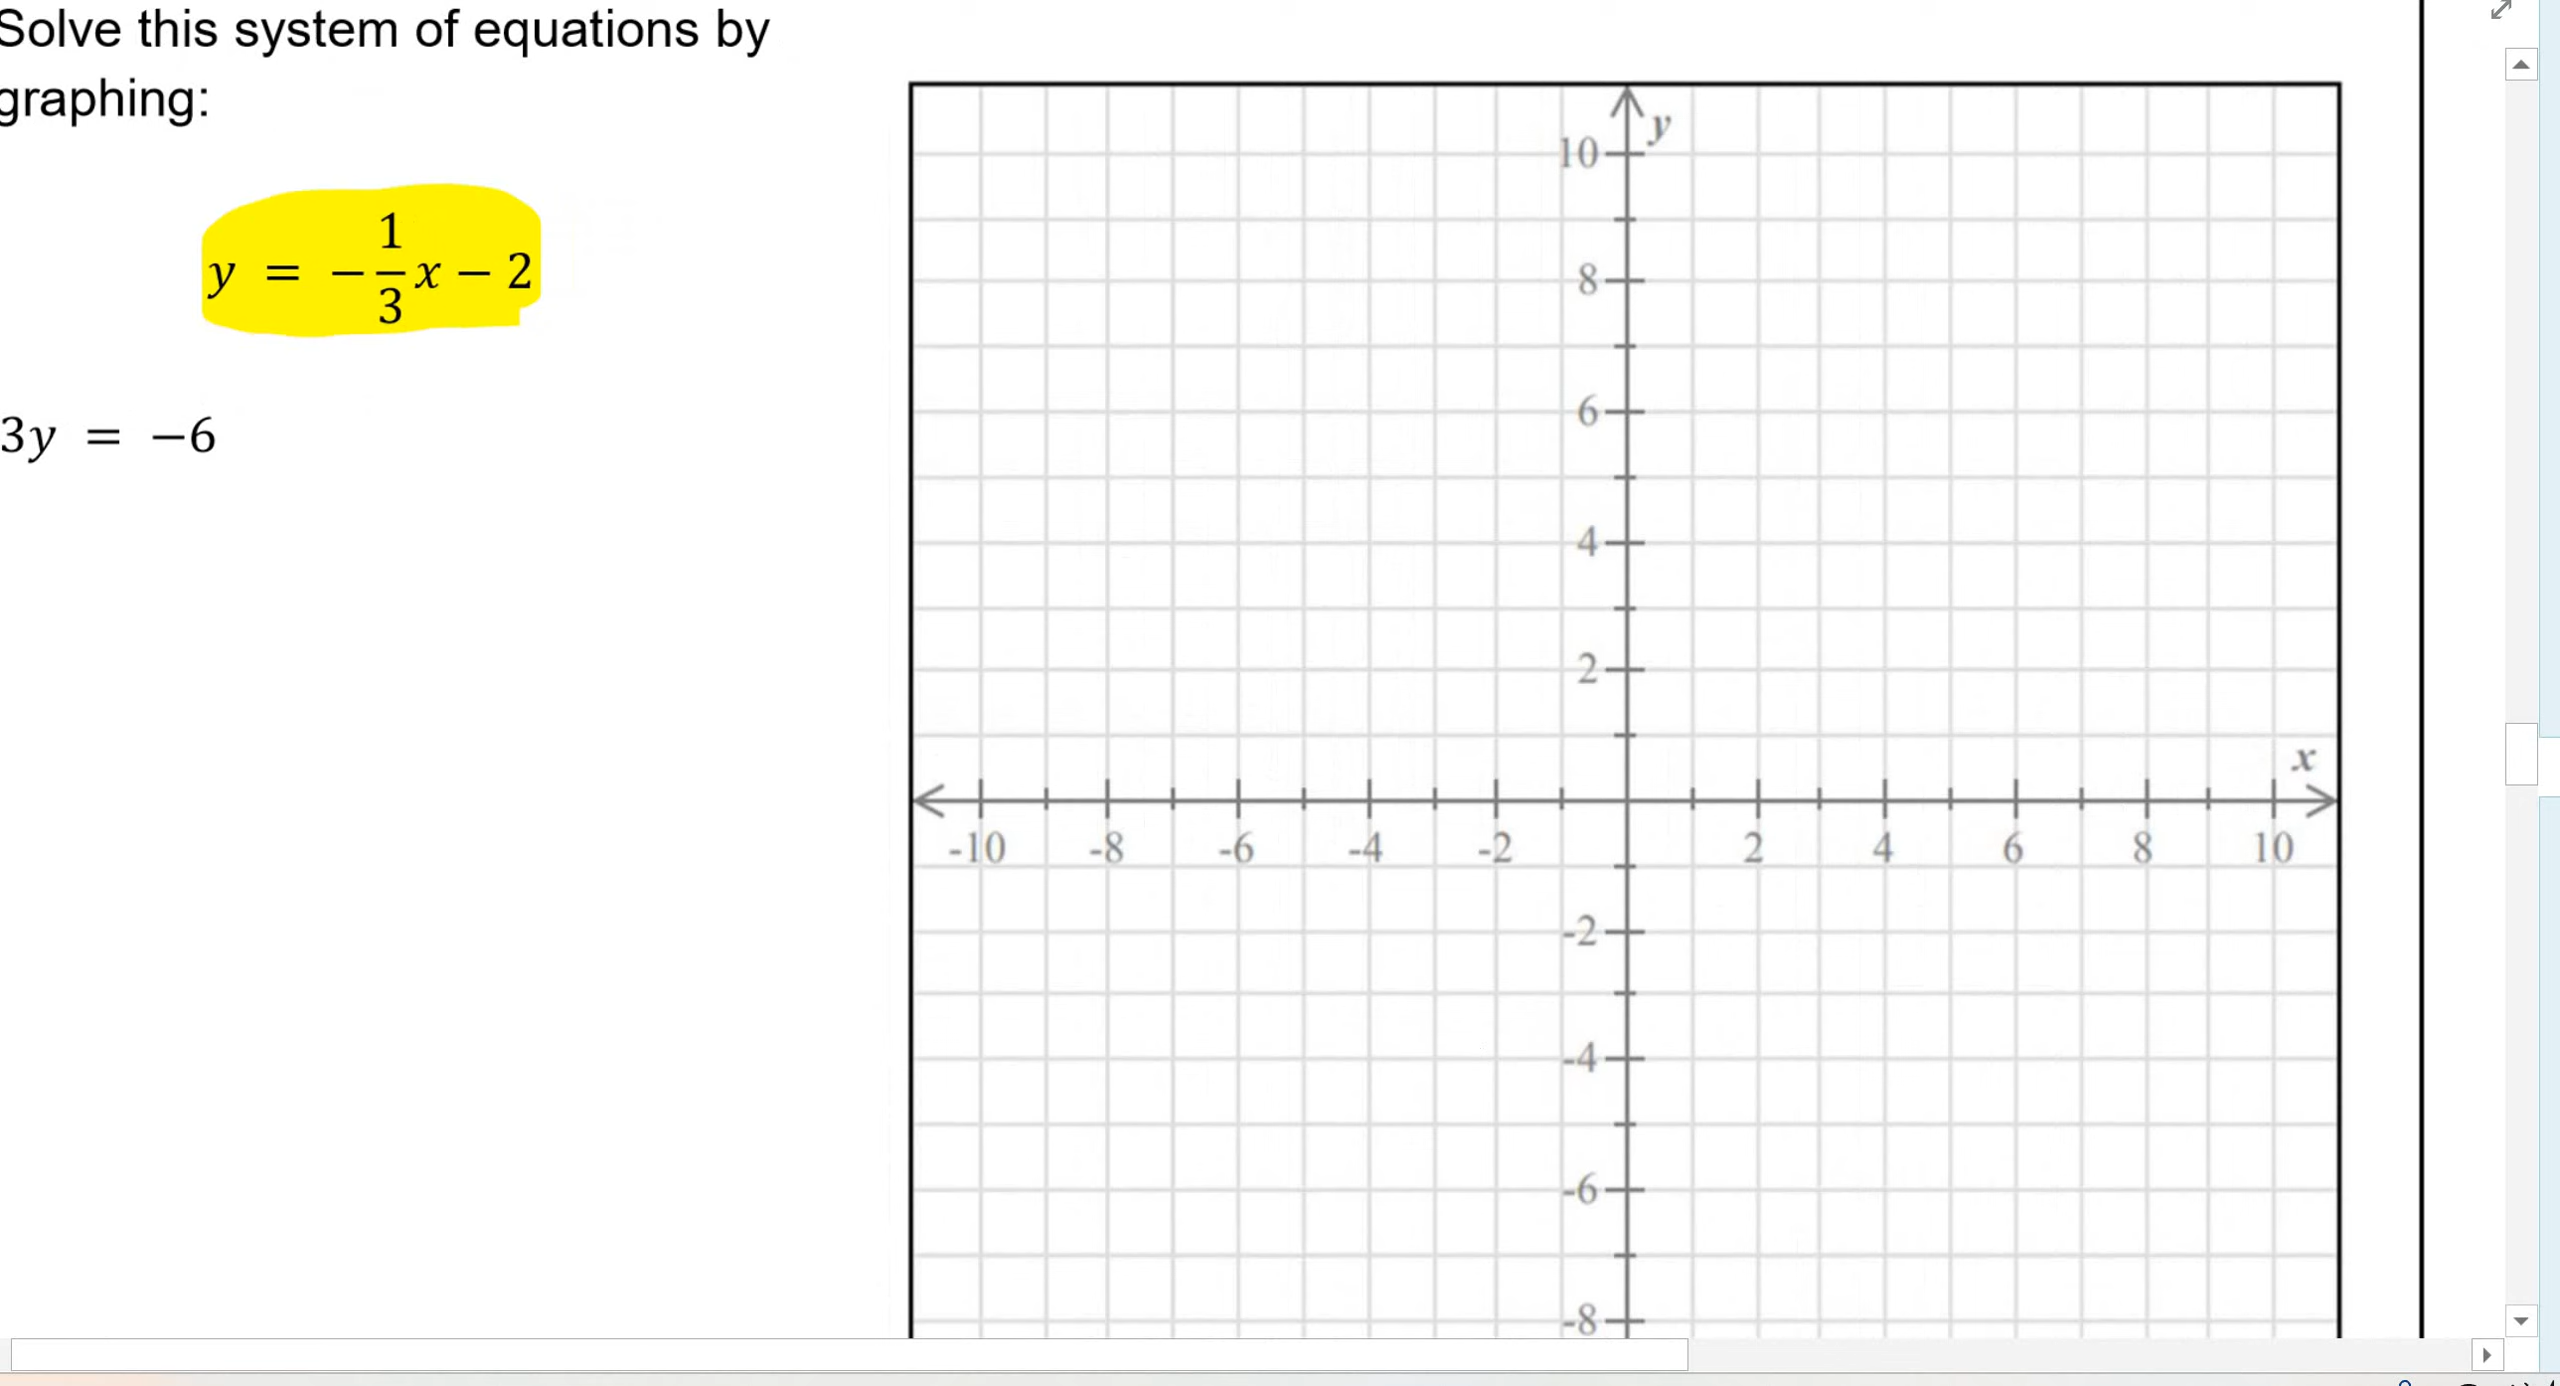 Solve this system of equations by
graphing:
y = −1/3x − 2
3y = −6
y
10
8
6
4
2
x
-10 -8 -6 -4 -2 2 4 6 8 10
-2
-4
-6
-8